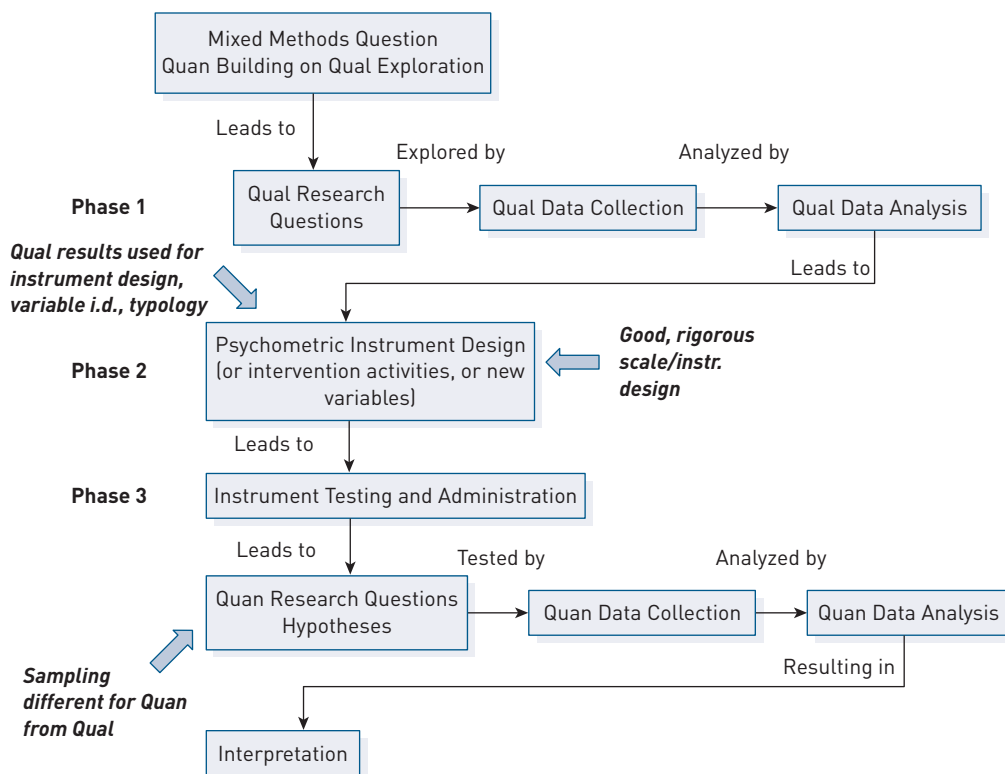 Mixed Methods Question
Quan Building on Qual Exploration
Leads to
Explored by
Analyzed by
Phase 1
Qual Research
Questions
Qual Data Collection
Qual Data Analysis
Qual results used for
instrument design,
variable i.d., typology
Leads to
Phase 2
Psychometric Instrument Design
(or intervention activities, or new
variables)
Good, rigorous
scale/instr.
design
Leads to
Phase 3
Instrument Testing and Administration
Leads to
Tested by
Analyzed by
Quan Research Questions
Hypotheses
Quan Data Collection
Quan Data Analysis
Sampling
different for Quan
from Qual
Resulting in
Interpretation